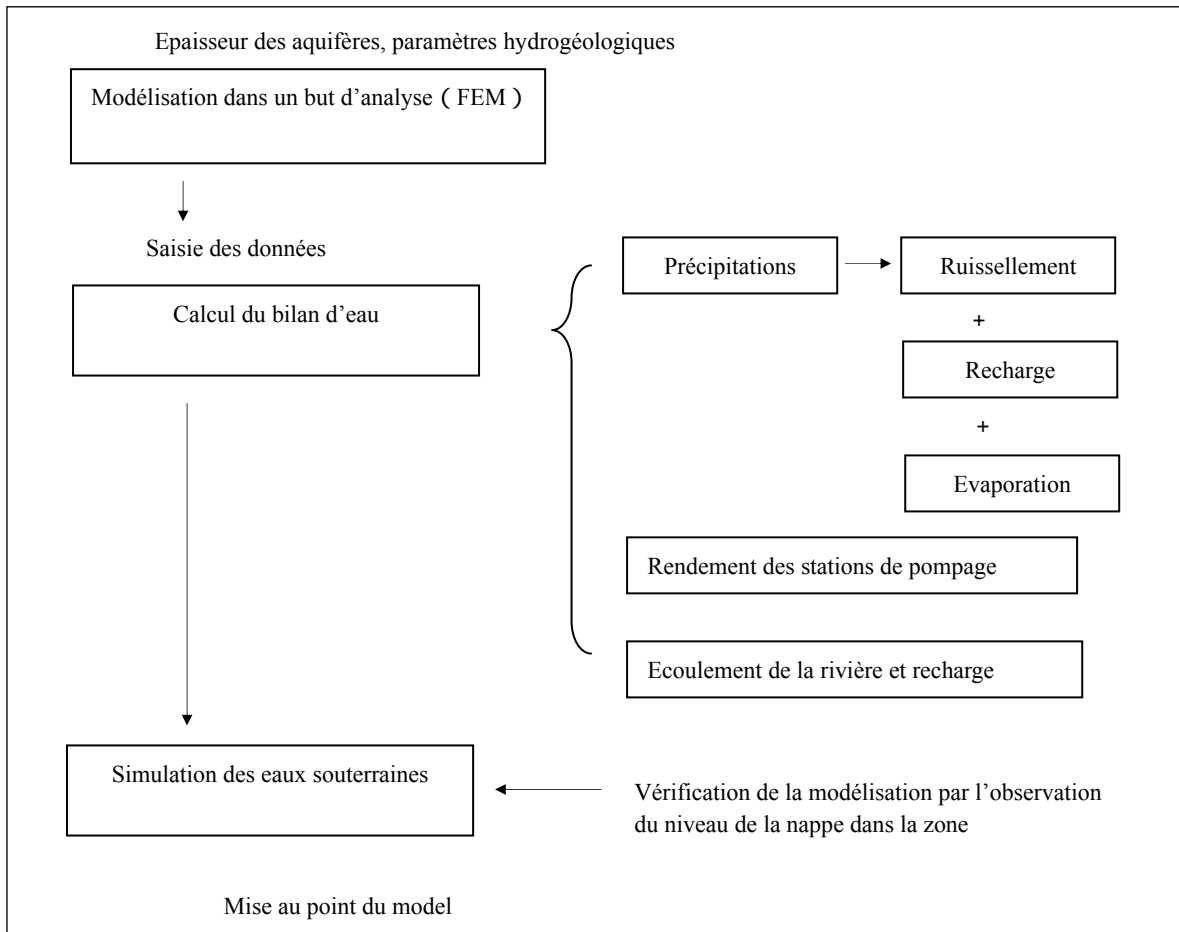 Epaisseur des aquifères, paramètres hydrogéologiques
Modélisation dans un but d’analyse ( FEM )
Saisie des données
Calcul du bilan d’eau
Précipitations
Ruissellement
+
Recharge
+
Evaporation
Rendement des stations de pompage
Ecoulement de la rivière et recharge
Simulation des eaux souterraines
Vérification de la modélisation par l’observation
du niveau de la nappe dans la zone
Mise au point du model